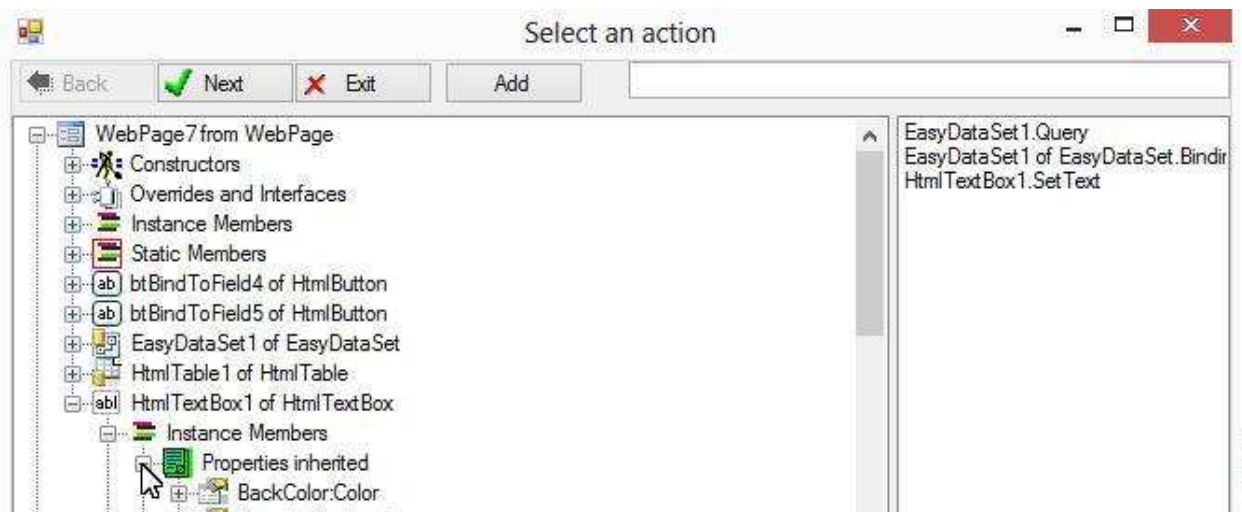 Select an action
Back Next Exit Add
WebPage7 from WebPage
Constructors
Overrides and Interfaces
Instance Members
Static Members
btBindToField4 of HtmlButton
btBindToField5 of HtmlButton
EasyDataSet1 of EasyDataSet
HtmlTable1 of HtmlTable
ab HtmlTextBox1 of HtmlTextBox
Instance Members
Properties inherited
BackColor:Color
EasyDataSet1.Query
EasyDataSet1 of EasyDataSet.Bindin
HtmlTextBox1.SetText